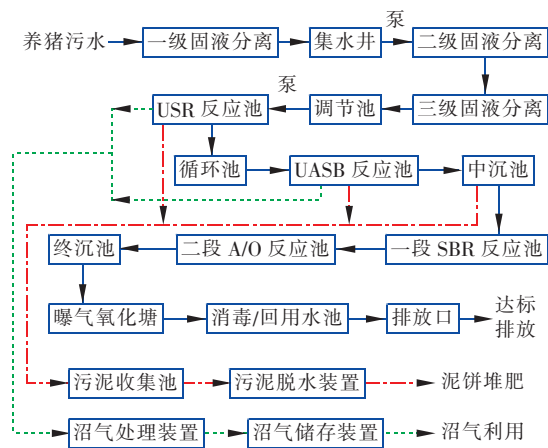 养猪污水 一级固液分离 集水井 泵 二级固液分离
USR 反应池 泵 调节池 三级固液分离
循环池 UASB 反应池 中沉池
终沉池 二段 A/O 反应池 一段 SBR 反应池
曝气氧化塘 消毒/回用水池 排放口 达标
排放
污泥收集池 污泥脱水装置 泥饼堆肥
沼气处理装置 沼气储存装置 沼气利用